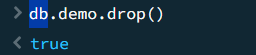 > db.demo.drop()
< true